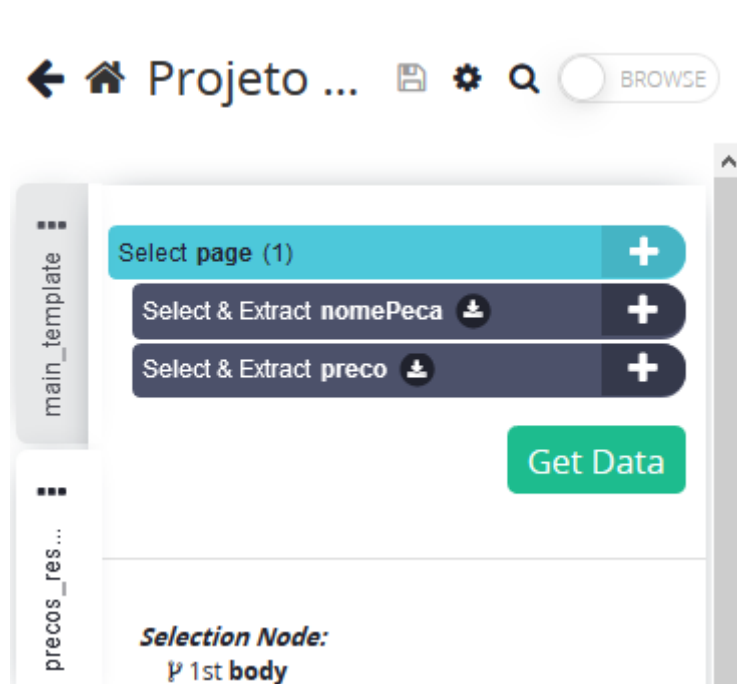 Projeto ...
BROWSE
main_template
Select page (1)
Select & Extract nomePeca
Select & Extract preco
Get Data
precos_res...
Selection Node:
1st body